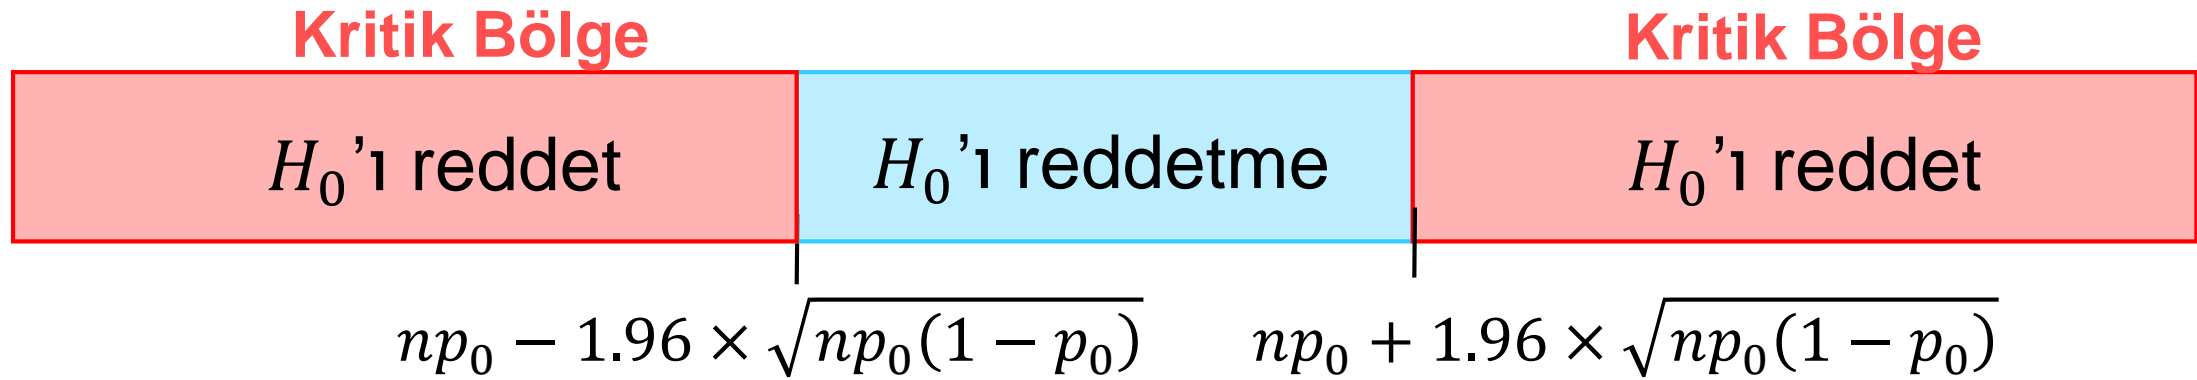 Kritik Bölge Kritik Bölge
H₀'ı reddet H₀'ı reddetme H₀'ı reddet
np₀ − 1.96 × √np₀(1 − p₀) np₀ + 1.96 × √np₀(1 − p₀)